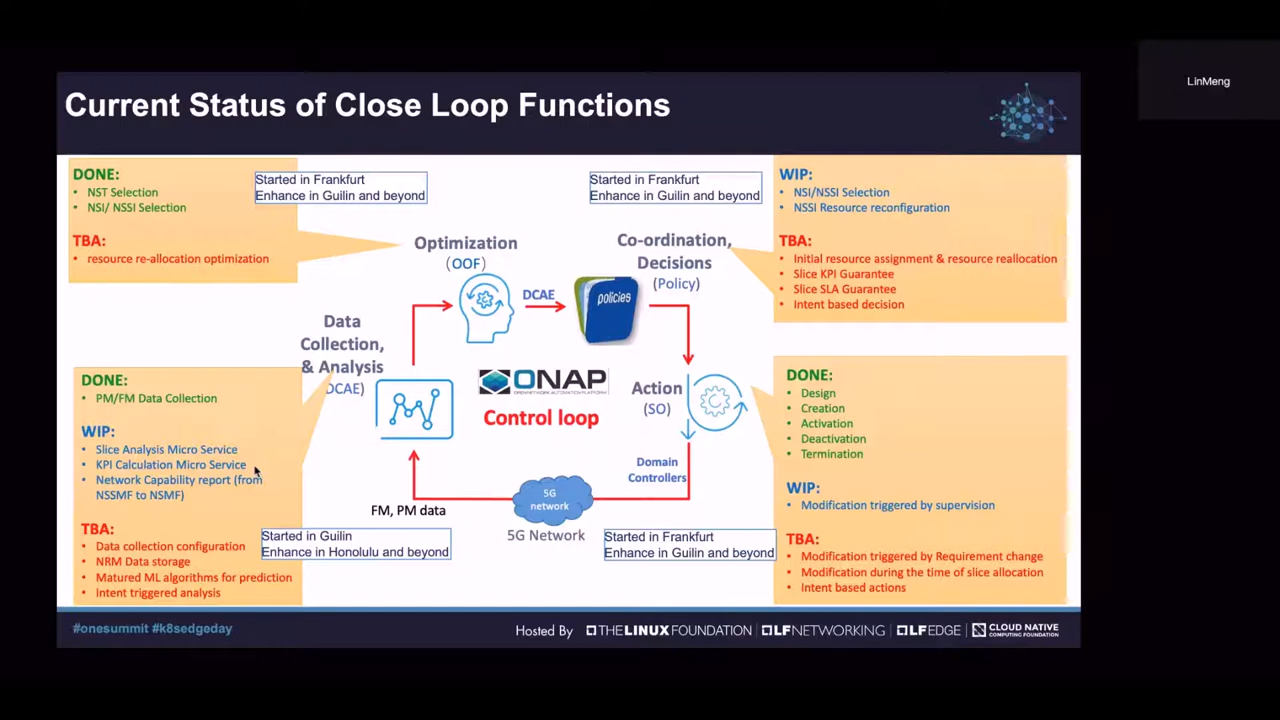 LinMeng
Current Status of Close Loop Functions
DONE:
• NST Selection
• NSI/ NSSI Selection
TBA:
• resource re-allocation optimization
Started in Frankfurt
Enhance in Guilin and beyond
Started in Frankfurt
Enhance in Guilin and beyond
WIP:
• NSI/NSSI Selection
• NSSI Resource reconfiguration
TBA:
• Initial resource assignment & resource reallocation
• Slice KPI Guarantee
• Slice SLA Guarantee
• Intent based decision
Optimization
(OOF)
DCAE
policies
Co-ordination,
Decisions
(Policy)
Data
Collection,
& Analysis
DCAE)
ONAP
OPEN NETWORK AUTOMATION PLATFORM
Control loop
Action
(SO)
Domain
Controllers
5G
network
5G Network
FM, PM data
DONE:
• PM/FM Data Collection
WIP:
• Slice Analysis Micro Service
• KPI Calculation Micro Service
• Network Capability report (from
NSSMF to NSMF)
TBA:
• Data collection configuration
• NRM Data storage
• Matured ML algorithms for prediction
• Intent triggered analysis
Started in Guilin
Enhance in Honolulu and beyond
Started in Frankfurt
Enhance in Guilin and beyond
DONE:
• Design
• Creation
• Activation
• Deactivation
• Termination
WIP:
• Modification triggered by supervision
TBA:
• Modification triggered by Requirement change
• Modification during the time of slice allocation
• Intent based actions
#onesummit #k8sedgeday
Hosted By THE LINUX FOUNDATION | LFNETWORKING | LFEDGE | CLOUD NATIVE
COMPUTING FOUNDATION